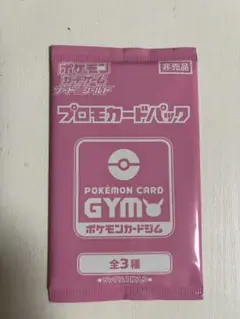 ポケモン
カードゲーム
ソード&シールド
非売品
プロモカードパック
POKÉMON CARD
GYM
ポケモンカードジム
全3種